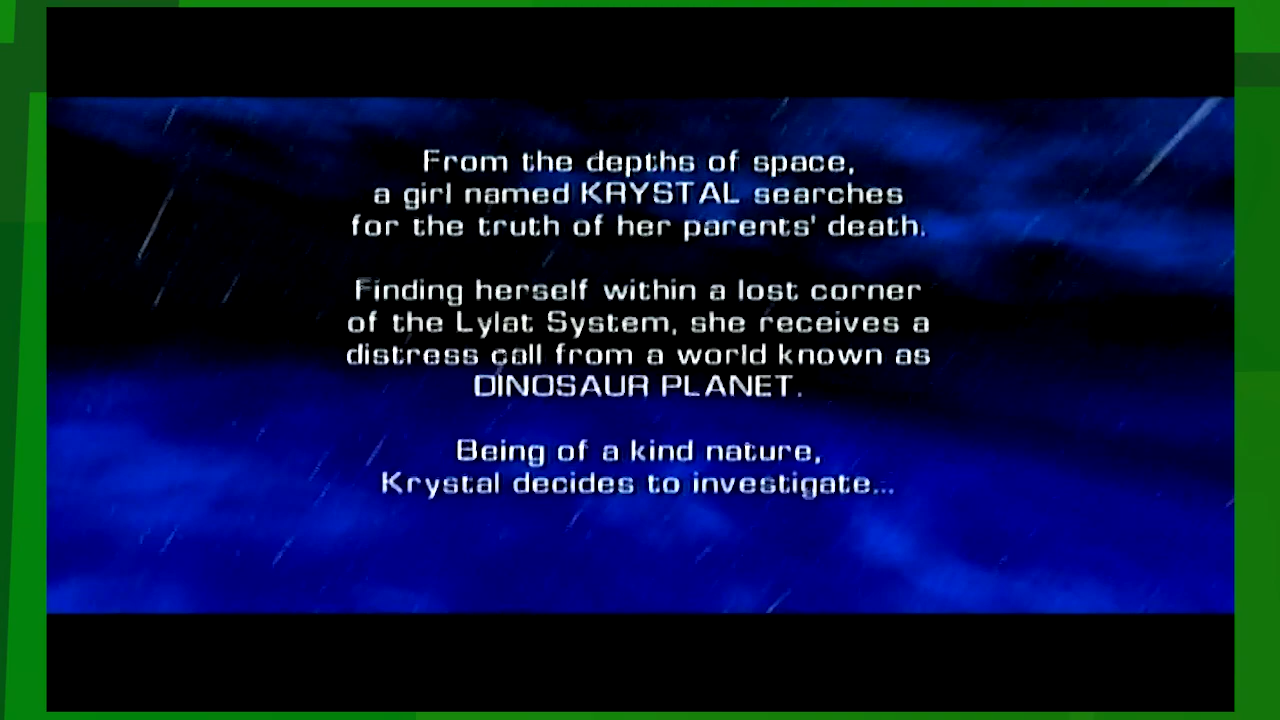 From the depths of space,
a girl named KRYSTAL searches
for the truth of her parents' death.
Finding herself within a lost corner
of the Lylat System, she receives a
distress call from a world known as
DINOSAUR PLANET.
Being of a kind nature,
Krystal decides to investigate...